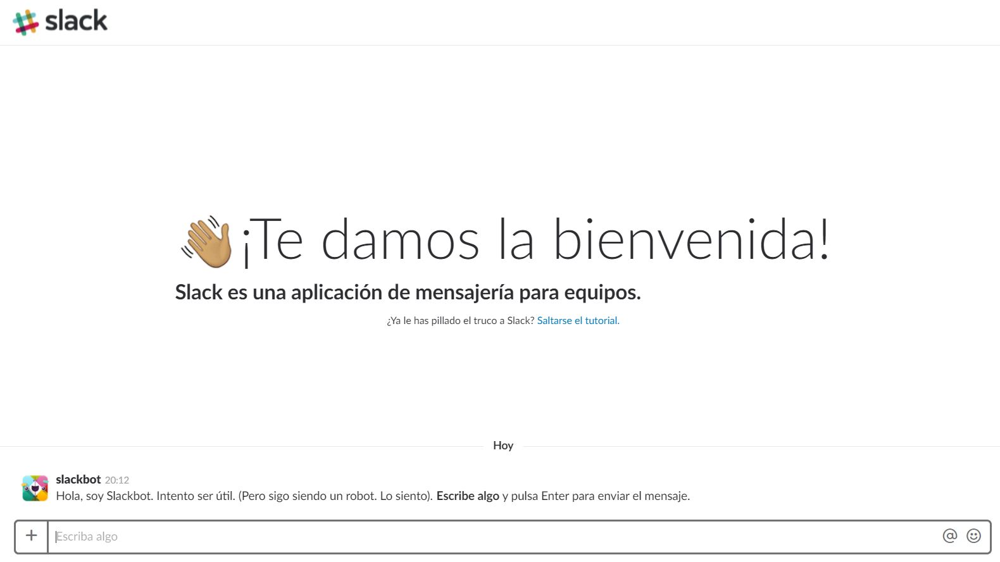 slack
¡Te damos la bienvenida!
Slack es una aplicación de mensajería para equipos.
¿Ya le has pillado el truco a Slack? Saltarse el tutorial.
Hoy
slackbot 20:12
Hola, soy Slackbot. Intento ser útil. (Pero sigo siendo un robot. Lo siento). Escribe algo y pulsa Enter para enviar el mensaje.
+ Escriba algo @